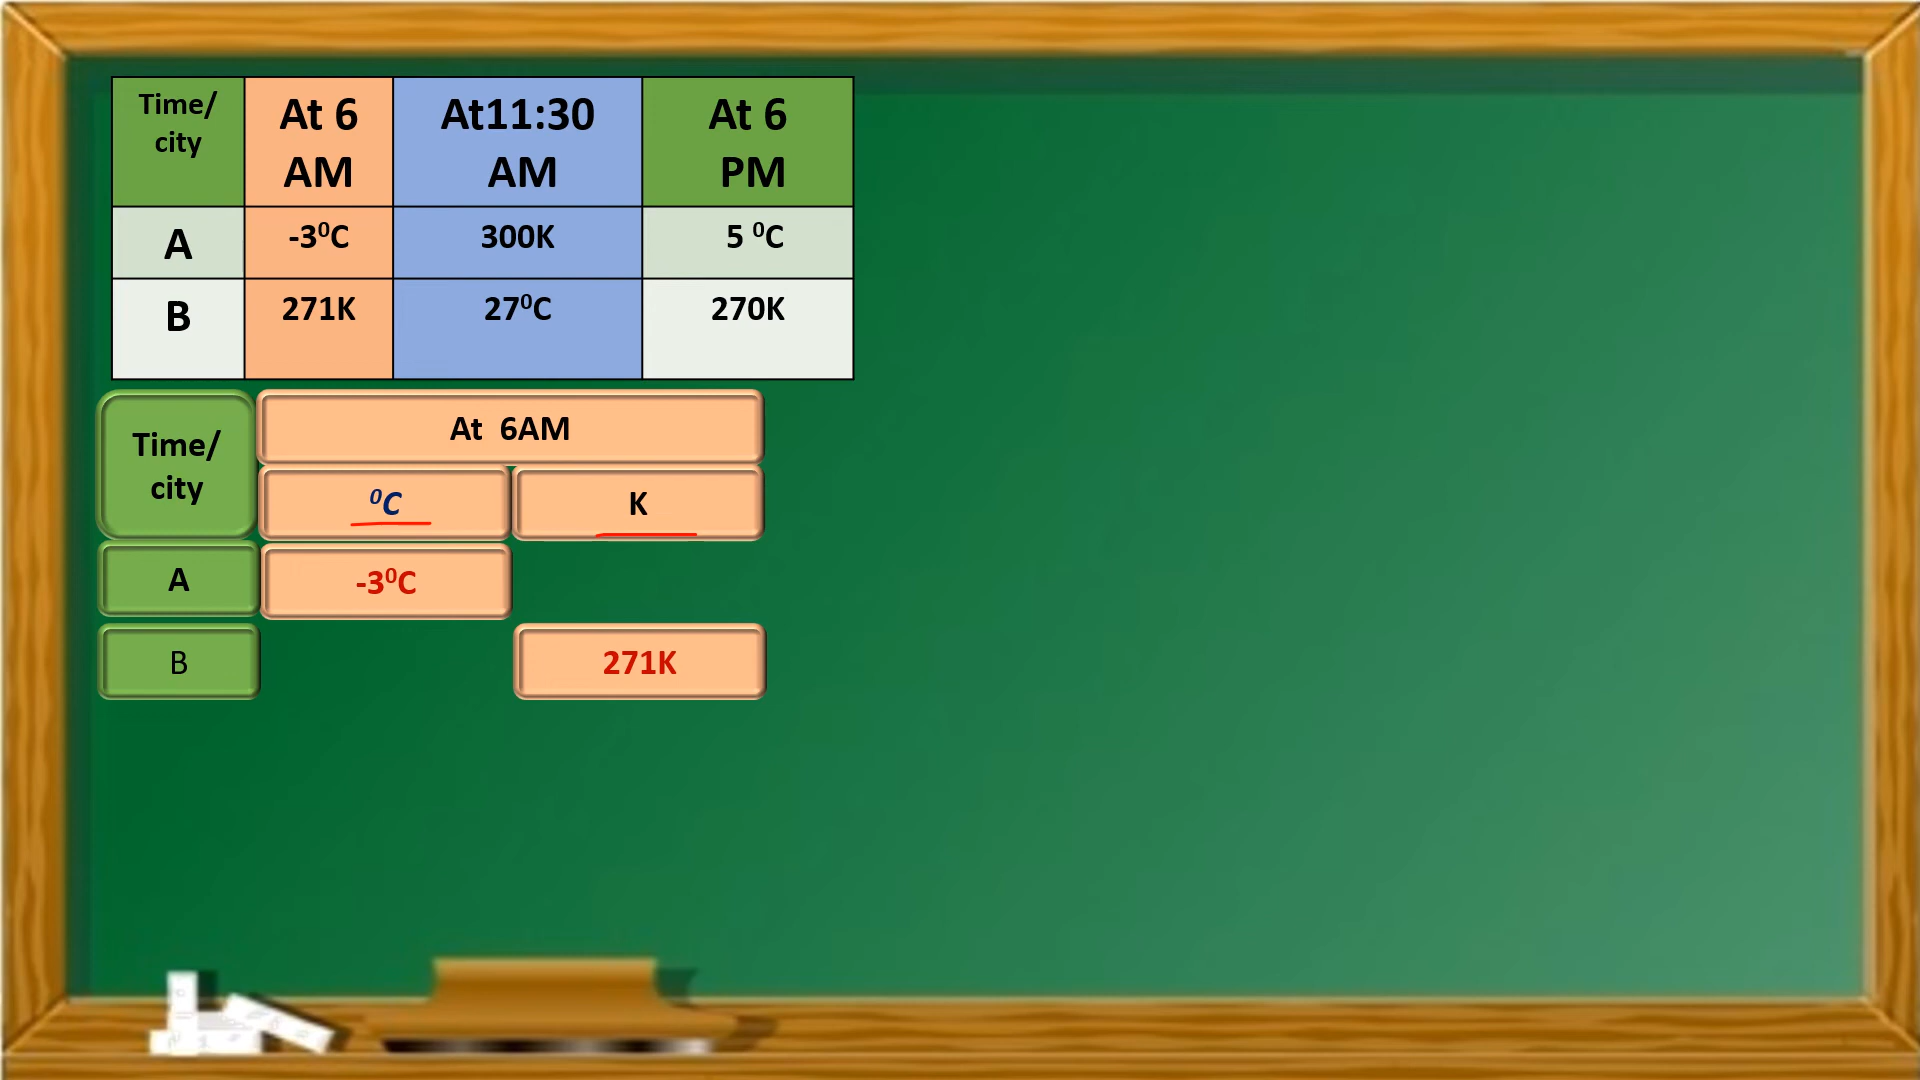 Time/
city
At 6
AM
At11:30
AM
At 6
PM
A
-3⁰C
300K
5 ⁰C
B
271K
27⁰C
270K
Time/
city
At 6AM
⁰C
K
A
-3⁰C
B
271K